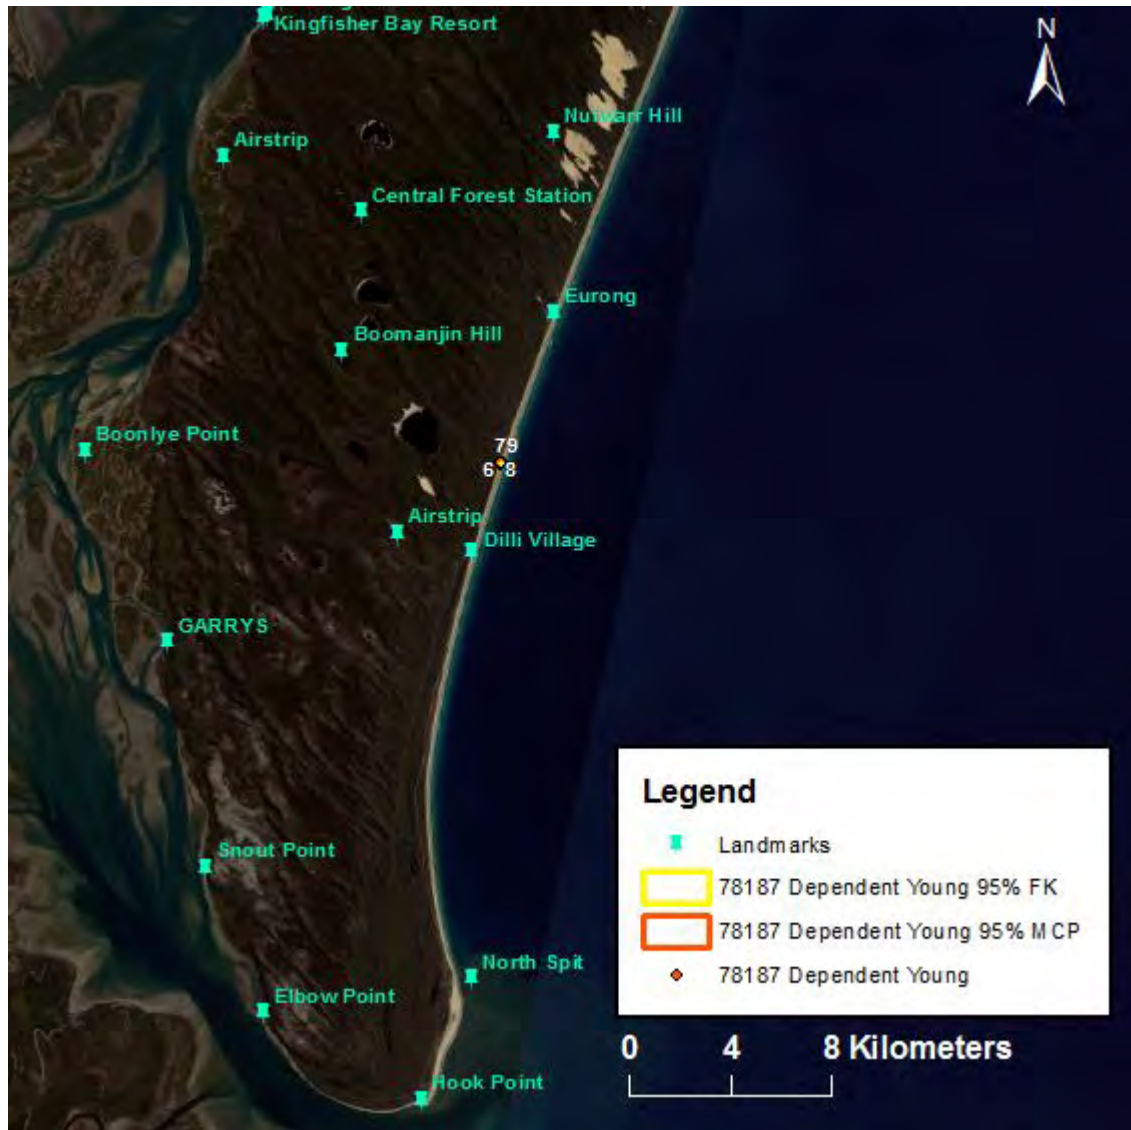 Kingfisher Bay Resort
N
Nuiwarr Hill
Airstrip
Central Forest Station
Eurong
Boomanjin Hill
Boonlye Point
79
6 8
Airstrip
Dilli Village
GARRYS
Legend
Landmarks
78187 Dependent Young 95% FK
78187 Dependent Young 95% MCP
78187 Dependent Young
Snout Point
North Spit
Elbow Point
0 4 8 Kilometers
Hook Point